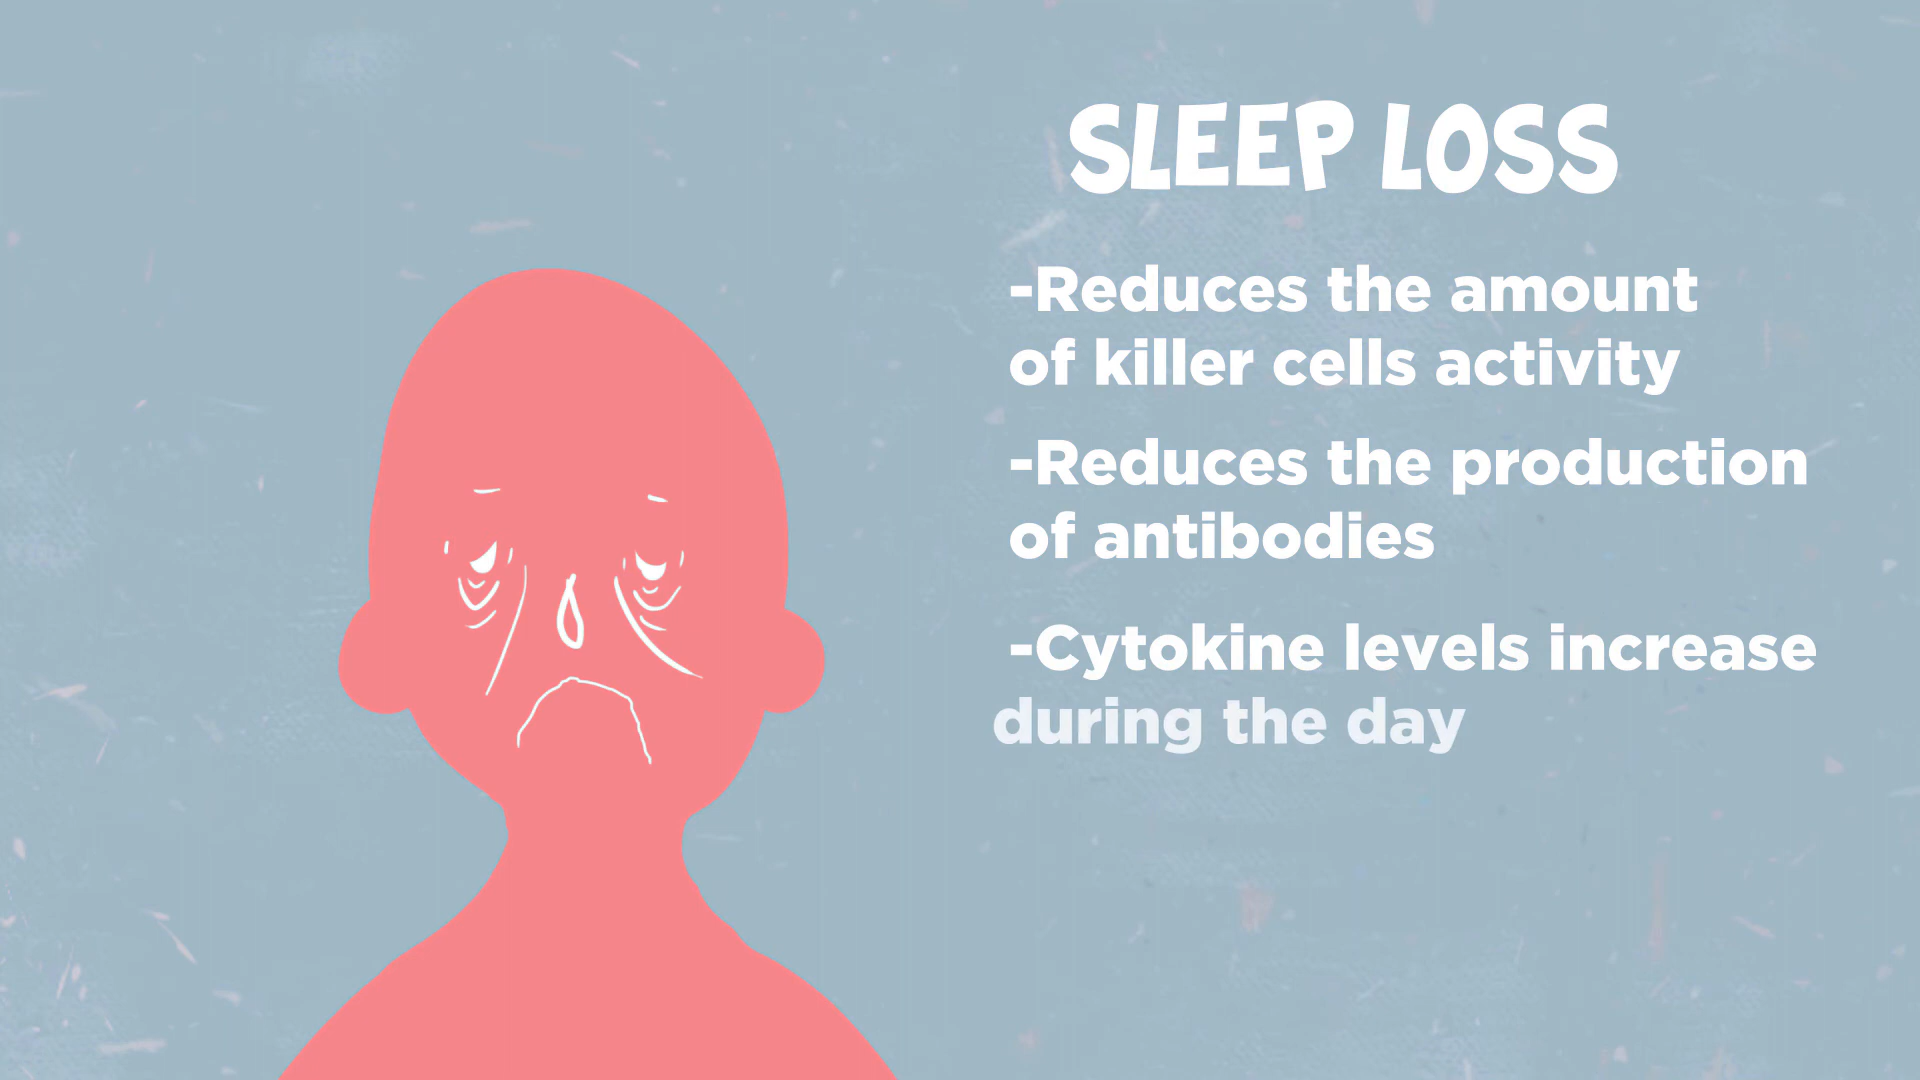 SLEEP LOSS
-Reduces the amount
of killer cells activity
-Reduces the production
of antibodies
-Cytokine levels increase
during the day